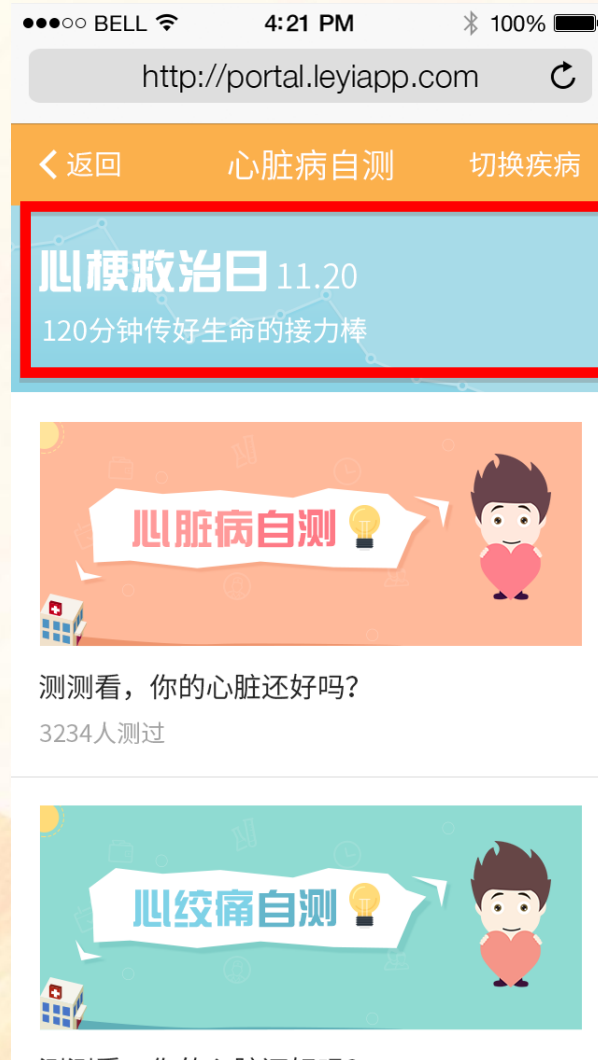 BELL 4:21 PM 100%
http://portal.leyiapp.com
返回 心脏病自测 切换疾病
心梗救治日 11.20
120分钟传好生命的接力棒
心脏病自测
测测看，你的心脏还好吗？
3234人测过
心绞痛自测